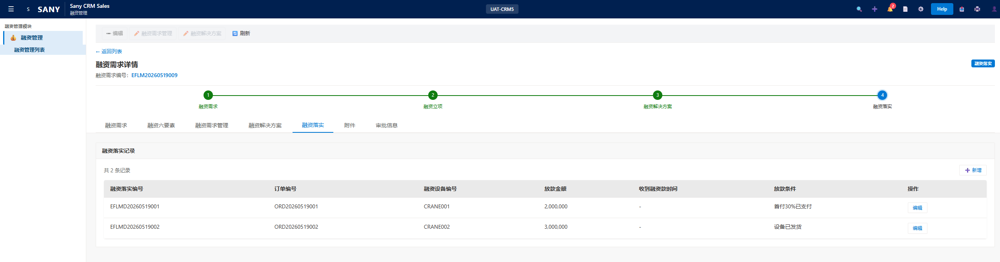 S SANY Sany CRM Sales
融资管理
UAT-CRM5
2
Help
融资管理模块
融资管理
融资管理列表
编辑 融资需求管理 融资解决方案 刷新
← 返回列表
融资需求详情
融资落实
融资需求编号: EFLM20260519009
1 2 3 4
融资需求 融资立项 融资解决方案 融资落实
融资需求 融资六要素 融资需求管理 融资解决方案 融资落实 附件 审批信息
融资落实记录
共 2 条记录
新增
融资落实编号 订单编号 融资设备编号 放款金额 收到融资款时间 放款条件 操作
EFLMD20260519001 ORD20260519001 CRANE001 2,000,000 - 首付30%已支付 编辑
EFLMD20260519002 ORD20260519002 CRANE002 3,000,000 - 设备已发货 编辑